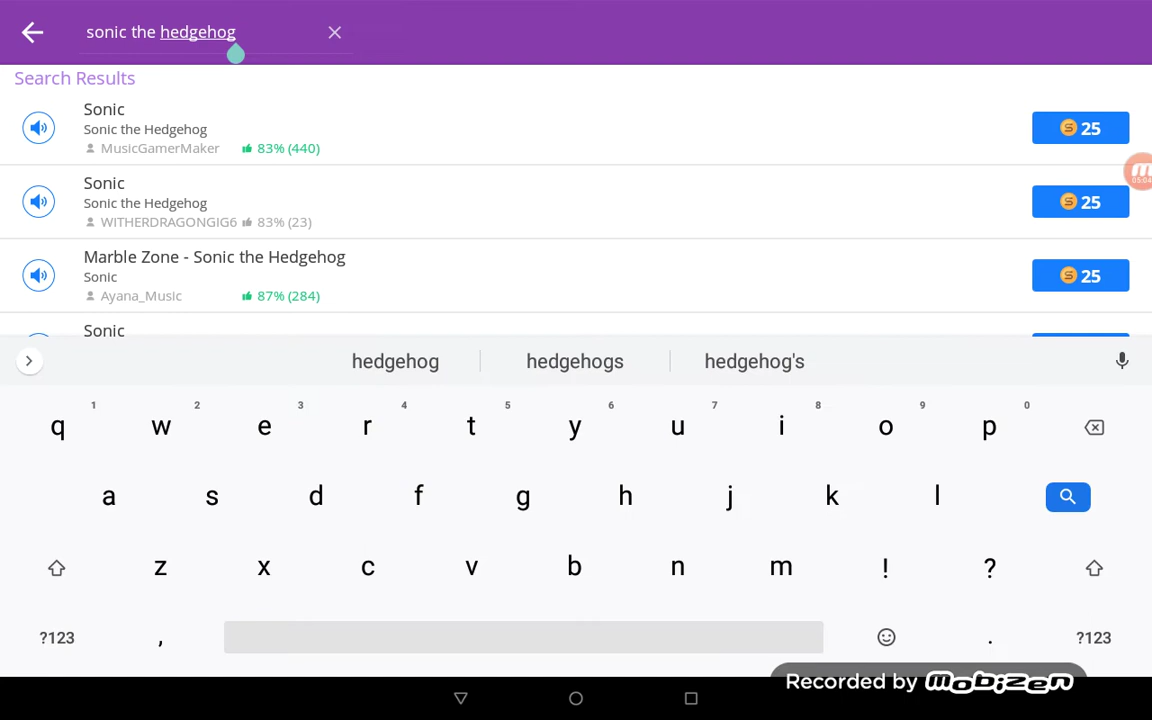 sonic the hedgehog
Search Results
Sonic
Sonic the Hedgehog
MusicGamerMaker 83% (440)
25
05:04
Sonic
Sonic the Hedgehog
WITHERDRAGONGIG6 83% (23)
25
Marble Zone - Sonic the Hedgehog
Sonic
Ayana_Music 87% (284)
25
Sonic
hedgehog hedgehogs hedgehog's
1 2 3 4 5 6 7 8 9 0
q w e r t y u i o p
a s d f g h j k l
z x c v b n m ! ?
?123 , . ?123
Recorded by mobizen